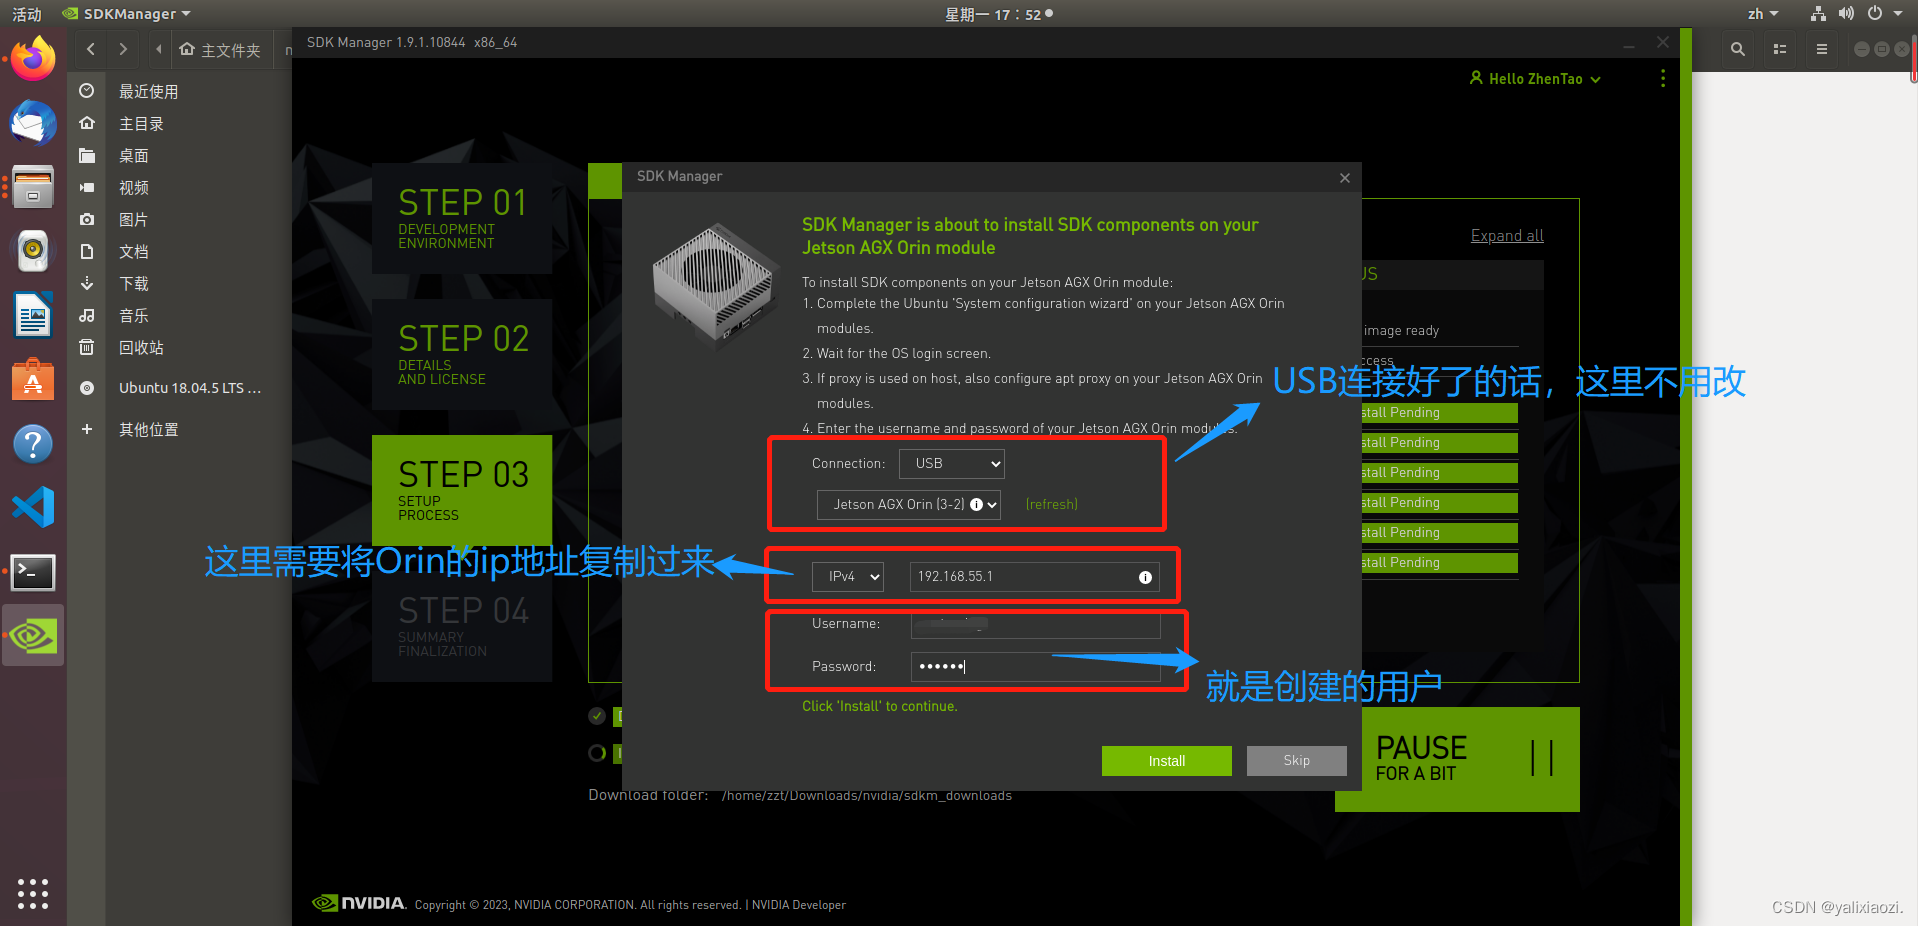 活动
SDKManager
星期一 17：52
zh
主文件夹
SDK Manager 1.9.1.10844 x86_64
Hello ZhenTao
最近使用
主目录
桌面
视频
图片
文档
下载
音乐
回收站
Ubuntu 18.04.5 LTS ...
其他位置
STEP 01
DEVELOPMENT
ENVIRONMENT
STEP 02
DETAILS
AND LICENSE
STEP 03
SETUP
PROCESS
STEP 04
SUMMARY
FINALIZATION
SDK Manager
SDK Manager is about to install SDK components on your
Jetson AGX Orin module
To install SDK components on your Jetson AGX Orin module:
1. Complete the Ubuntu 'System configuration wizard' on your Jetson AGX Orin
modules.
2. Wait for the OS login screen.
3. If proxy is used on host, also configure apt proxy on your Jetson AGX Orin
modules.
4. Enter the username and password of your Jetson AGX Orin modules.
Connection: USB
Jetson AGX Orin (3-2) (refresh)
IPv4 192.168.55.1
Username:
Password: ••••••
Click 'Install' to continue.
Install Skip
USB连接好了的话，这里不用改
这里需要将Orin的ip地址复制过来
就是创建的用户
Expand all
US
image ready
ccess
stall Pending
stall Pending
stall Pending
stall Pending
stall Pending
stall Pending
PAUSE
FOR A BIT
Download folder: /home/zzt/Downloads/nvidia/sdkm_downloads
NVIDIA. Copyright © 2023, NVIDIA CORPORATION. All rights reserved. | NVIDIA Developer
CSDN @yalixiaozi.